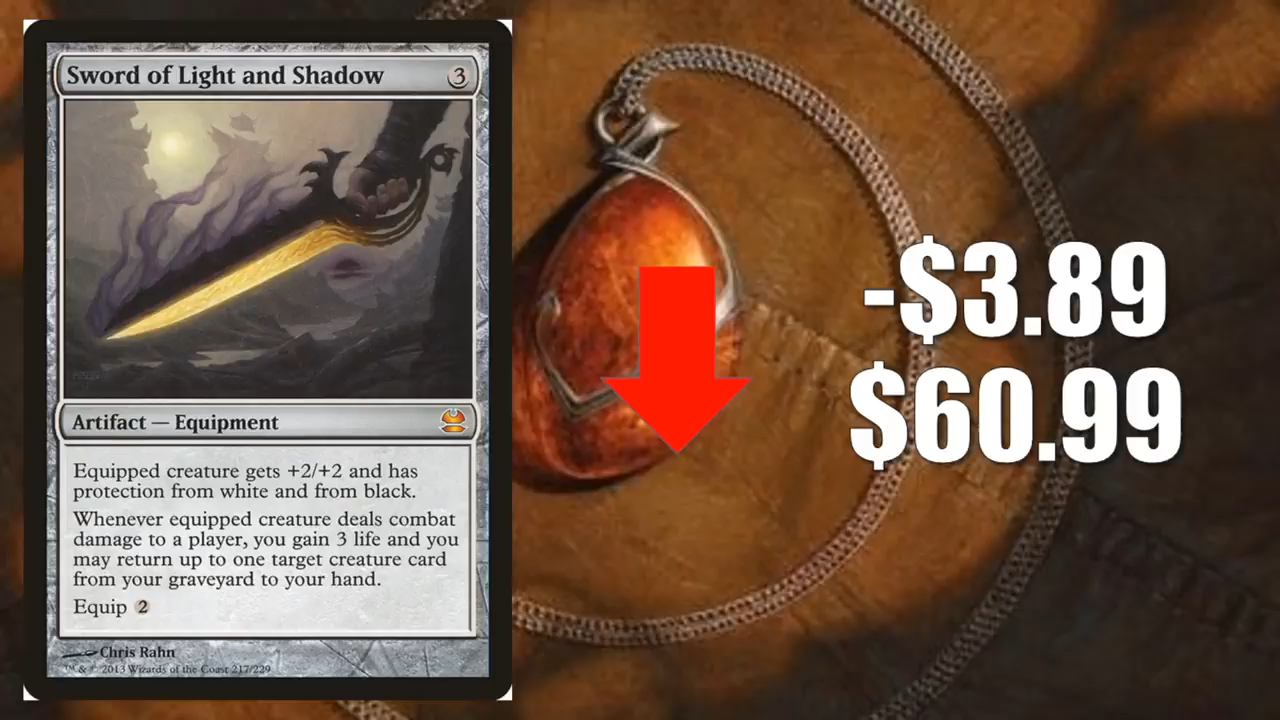 Sword of Light and Shadow 3
Artifact — Equipment
Equipped creature gets +2/+2 and has
protection from white and from black.
Whenever equipped creature deals combat
damage to a player, you gain 3 life and you
may return up to one target creature card
from your graveyard to your hand.
Equip 2
Chris Rahn
™& © 2013 Wizards of the Coast 217/229
-$3.89
$60.99